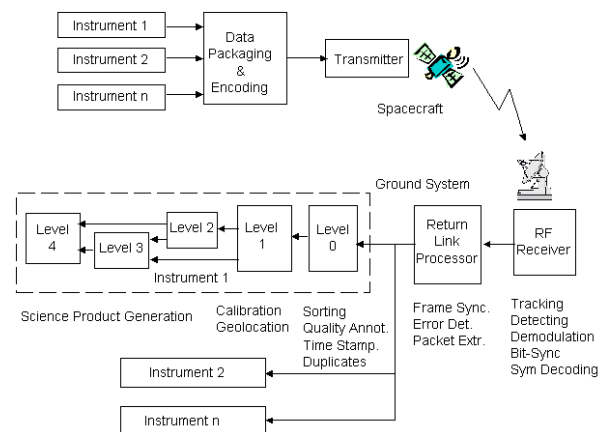 Instrument 1
Instrument 2
Instrument n
Data
Packaging
&
Encoding
Transmitter
Spacecraft
Ground System
Level
4
Level 3
Level 2
Level
1
Level
0
Instrument 1
Return
Link
Processor
RF
Receiver
Science Product Generation
Calibration
Geolocation
Sorting
Quality Annot.
Time Stamp.
Duplicates
Frame Sync.
Error Det.
Packet Extr.
Tracking
Detecting
Demodulation
Bit-Sync
Sym Decoding
Instrument 2
Instrument n